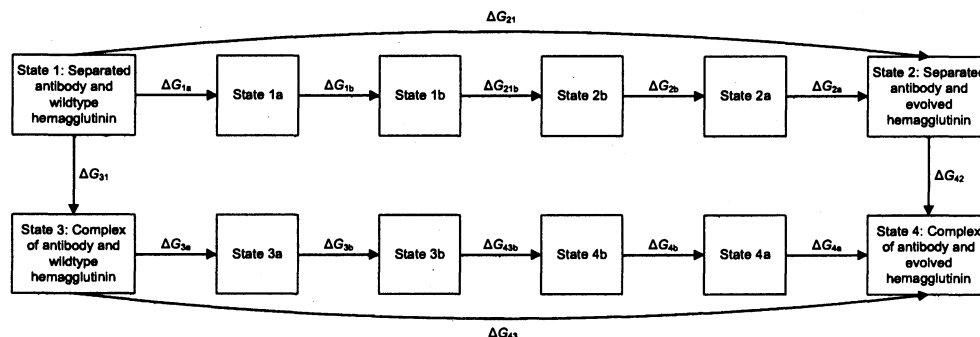 ΔG21
State 1: Separated
antibody and
wildtype
hemagglutinin
ΔG1a
State 1a
ΔG1b
State 1b
ΔG21b
State 2b
ΔG2b
State 2a
ΔG2a
State 2: Separated
antibody and
evolved
hemagglutinin
ΔG31
ΔG42
State 3: Complex
of antibody and
wildtype
hemagglutinin
ΔG3a
State 3a
ΔG3b
State 3b
ΔG43b
State 4b
ΔG4b
State 4a
ΔG4a
State 4: Complex
of antibody and
evolved
hemagglutinin
ΔG43